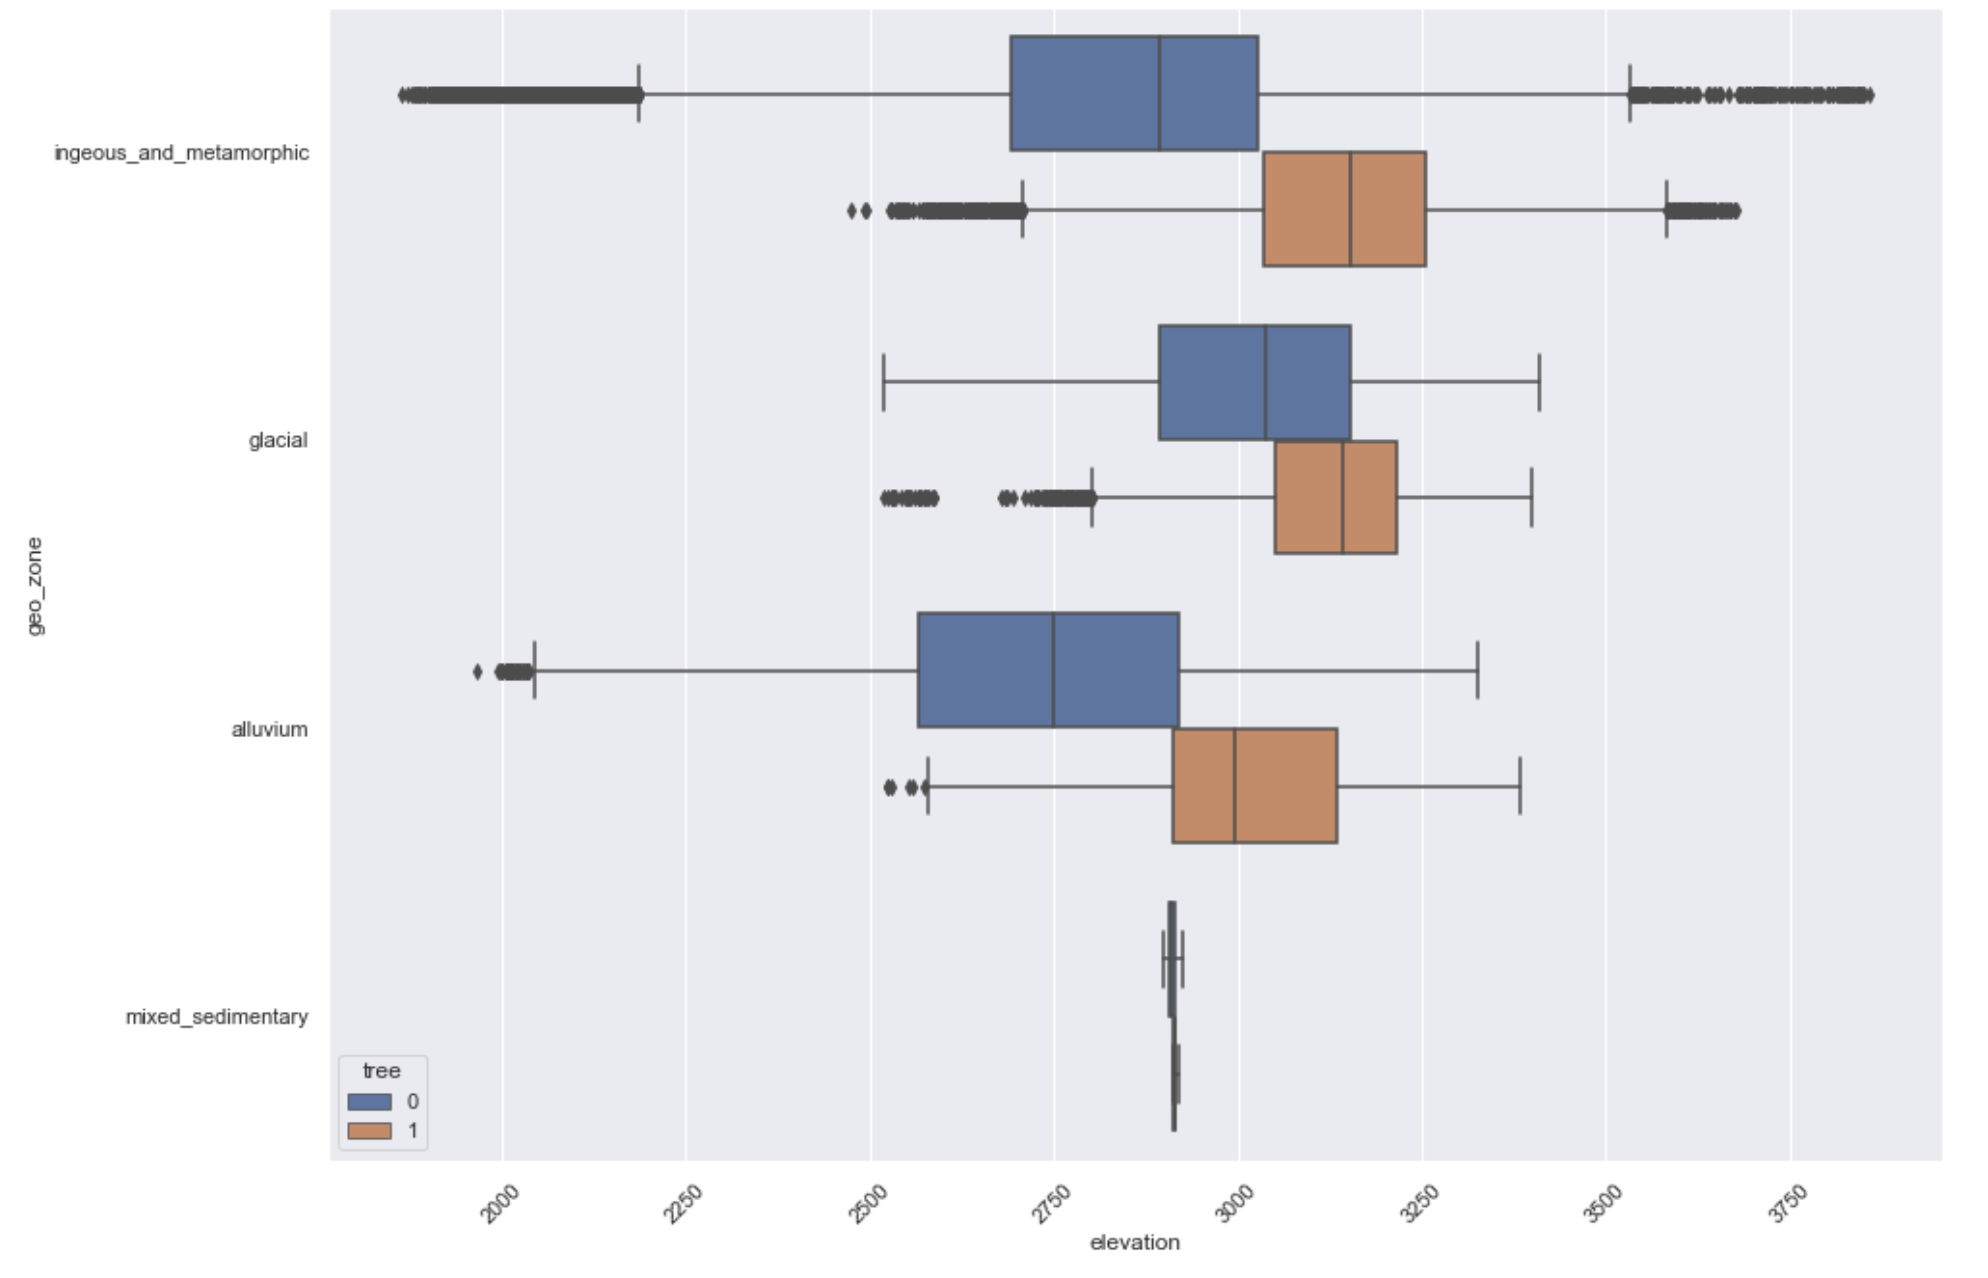 ingeous_and_metamorphic
glacial
geo_zone
alluvium
mixed_sedimentary
tree
0
1
2000 2250 2500 2750 3000 3250 3500 3750
elevation